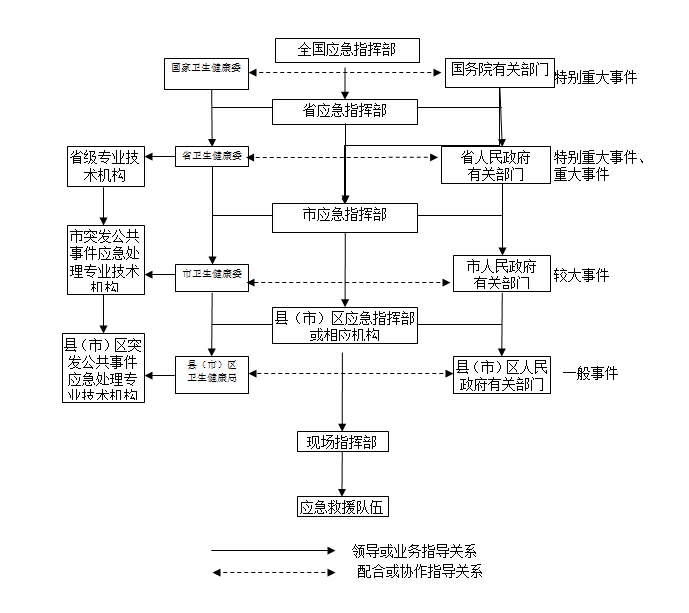 全国应急指挥部
国家卫生健康委
国务院有关部门
特别重大事件
省应急指挥部
省级专业技
术机构
省卫生健康委
省人民政府
有关部门
特别重大事件、
重大事件
市应急指挥部
市突发公共
事件应急处
理专业技术
机构
市卫生健康委
市人民政府
有关部门
较大事件
县（市）区应急指挥部
或相应机构
县（市）区突
发公共事件
应急处理专
业技术机构
县（市）区
卫生健康局
县（市）区人民
政府有关部门
一般事件
现场指挥部
应急救援队伍
领导或业务指导关系
配合或协作指导关系